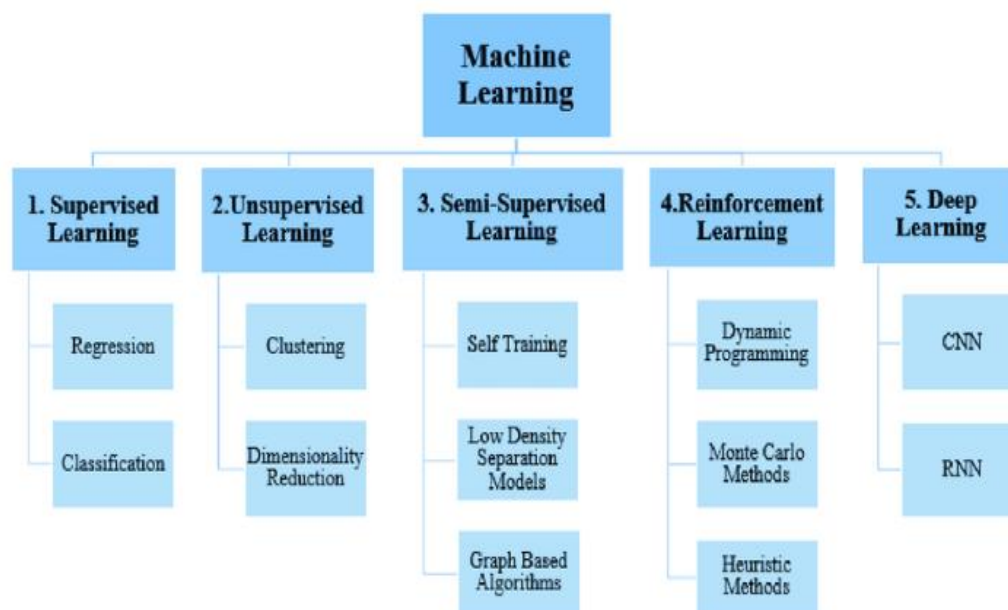 Machine
Learning
1. Supervised
Learning
2.Unsupervised
Learning
3. Semi-Supervised
Learning
4.Reinforcement
Learning
5. Deep
Learning
Regression
Classification
Clustering
Dimensionality
Reduction
Self Training
Low Density
Separation
Models
Graph Based
Algorithms
Dynamic
Programming
Monte Carlo
Methods
Heuristic
Methods
CNN
RNN